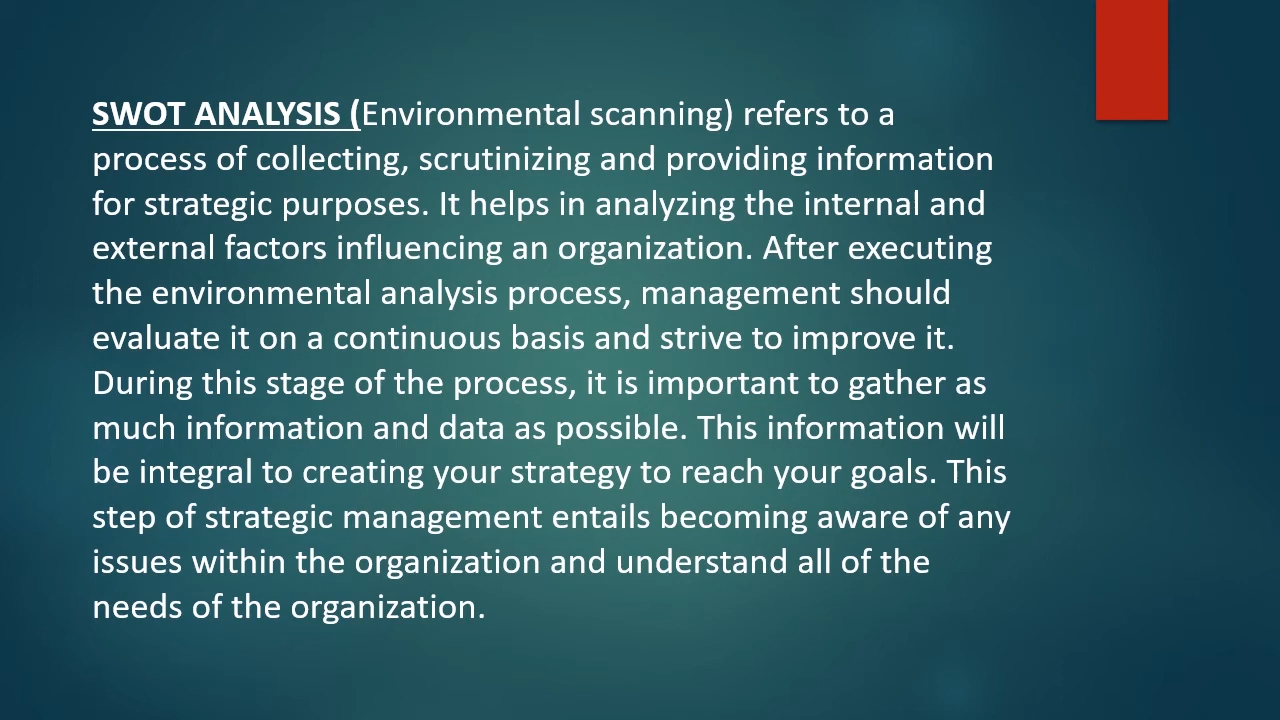 SWOT ANALYSIS (Environmental scanning) refers to a
process of collecting, scrutinizing and providing information
for strategic purposes. It helps in analyzing the internal and
external factors influencing an organization. After executing
the environmental analysis process, management should
evaluate it on a continuous basis and strive to improve it.
During this stage of the process, it is important to gather as
much information and data as possible. This information will
be integral to creating your strategy to reach your goals. This
step of strategic management entails becoming aware of any
issues within the organization and understand all of the
needs of the organization.